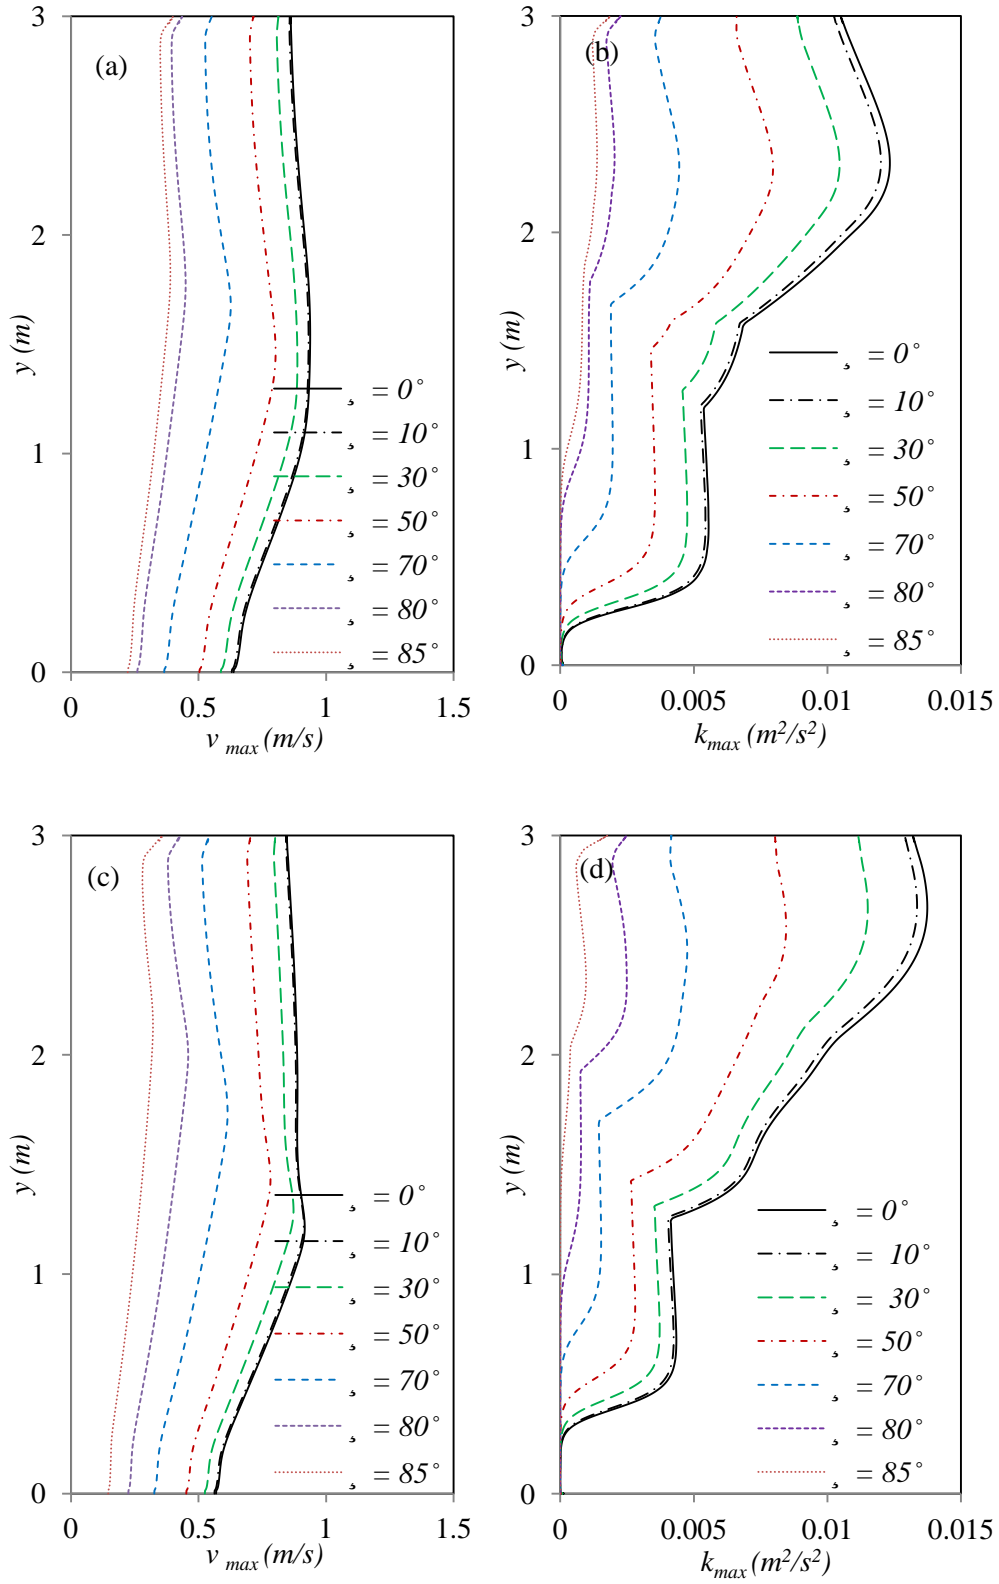 3
(a)
2
y (m)
1
0
0
0.5
1
1.5
v max (m/s)
ۏ = 0°
ۏ = 10°
ۏ = 30°
ۏ = 50°
ۏ = 70°
ۏ = 80°
ۏ = 85°
3
(b)
2
y (m)
1
0
0
0.005
0.01
0.015
kmax (m²/s²)
ۏ = 0°
ۏ = 10°
ۏ = 30°
ۏ = 50°
ۏ = 70°
ۏ = 80°
ۏ = 85°
3
(c)
2
y (m)
1
0
0
0.5
1
1.5
v max (m/s)
ۏ = 0°
ۏ = 10°
ۏ = 30°
ۏ = 50°
ۏ = 70°
ۏ = 80°
ۏ = 85°
3
(d)
2
y (m)
1
0
0
0.005
0.01
0.015
kmax (m²/s²)
ۏ = 0°
ۏ = 10°
ۏ = 30°
ۏ = 50°
ۏ = 70°
ۏ = 80°
ۏ = 85°